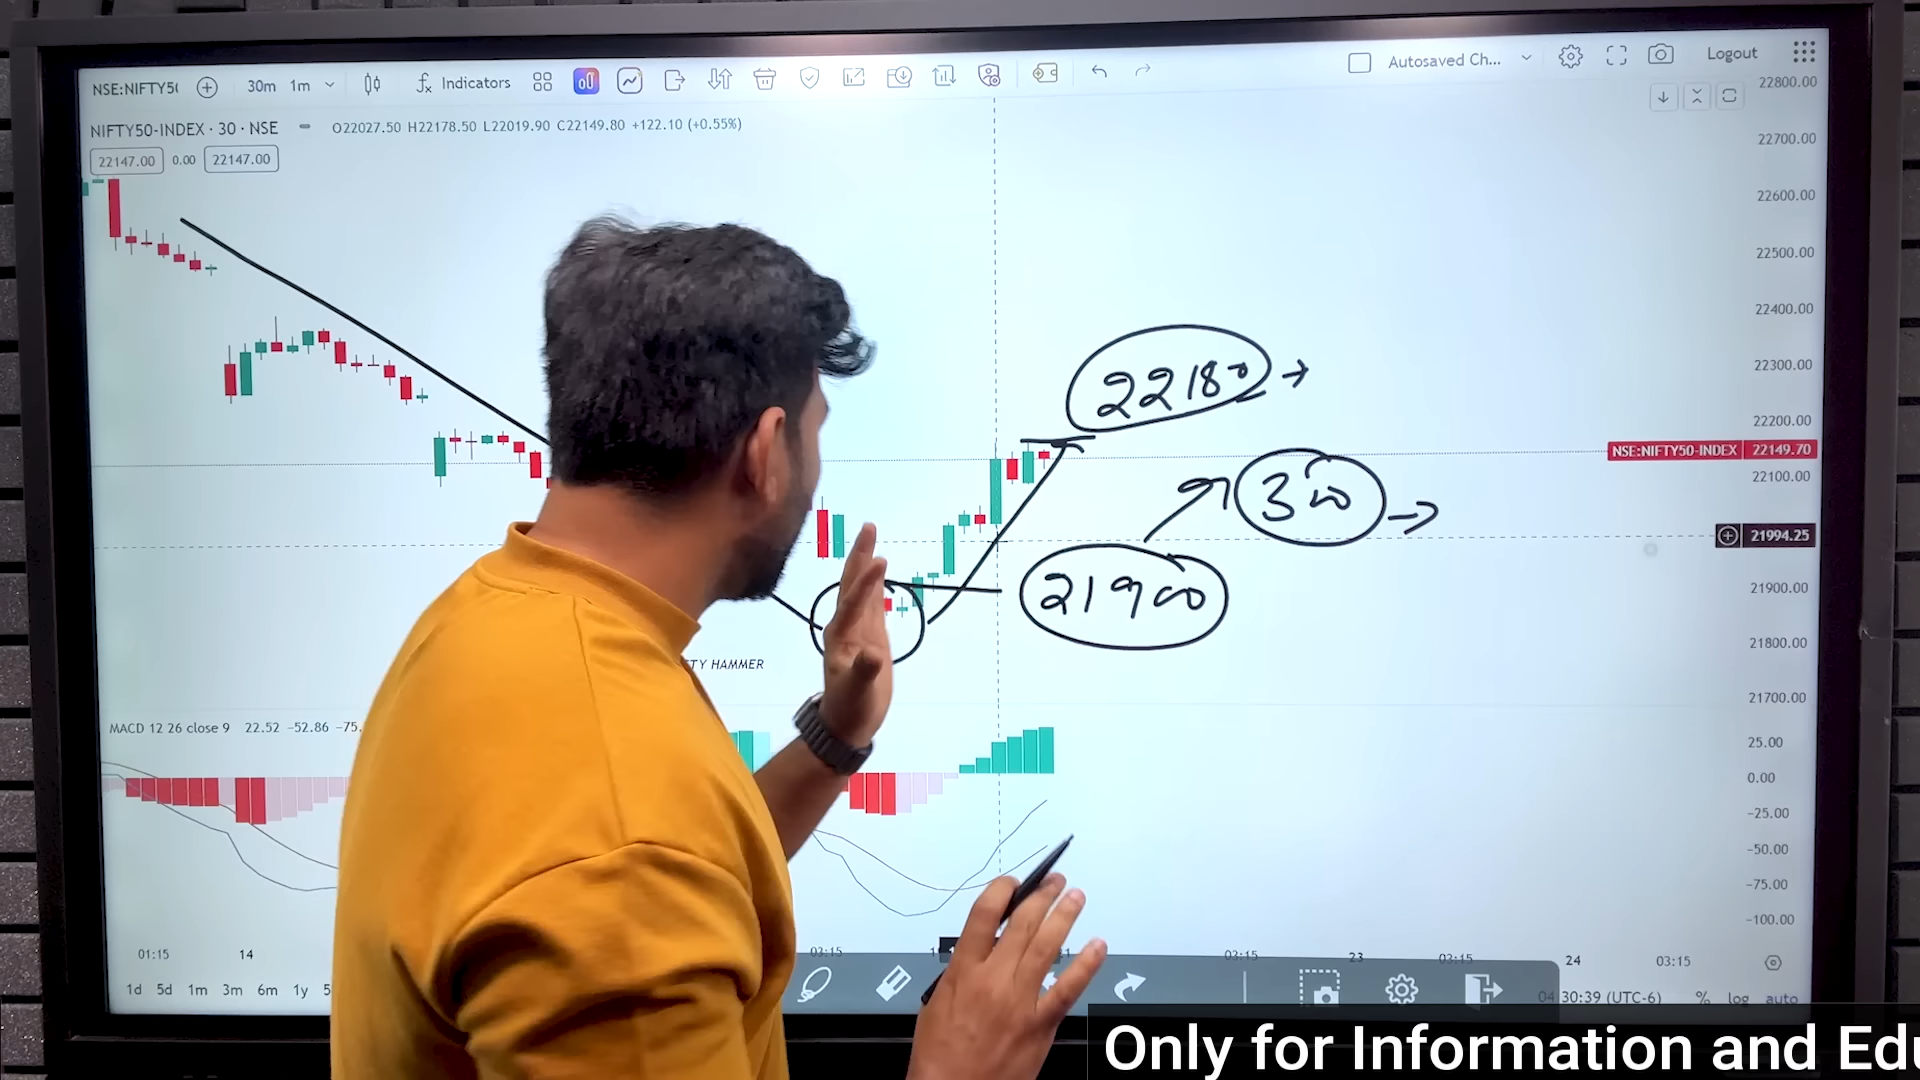 NSE:NIFTY5 30m 1m Indicators Autosaved Ch... Logout
NIFTY50-INDEX · 30 · NSE O22027.50 H22178.50 L22019.90 C22149.80 +122.10 (+0.55%)
22147.00 0.00 22147.00
22800.00
22700.00
22600.00
22500.00
22400.00
22300.00
22200.00
NSE:NIFTY50-INDEX 22149.70
22100.00
21994.25
21900.00
21800.00
21700.00
22180
300
21900
TY HAMMER
MACD 12 26 close 9 22.52 −52.86 −75.
25.00
0.00
−25.00
−50.00
−75.00
−100.00
01:15 14 03:15 03:15 23 03:15 24 03:15
1d 5d 1m 3m 6m 1y 5 04:30:39 (UTC-6) % log auto
Only for Information and Edu